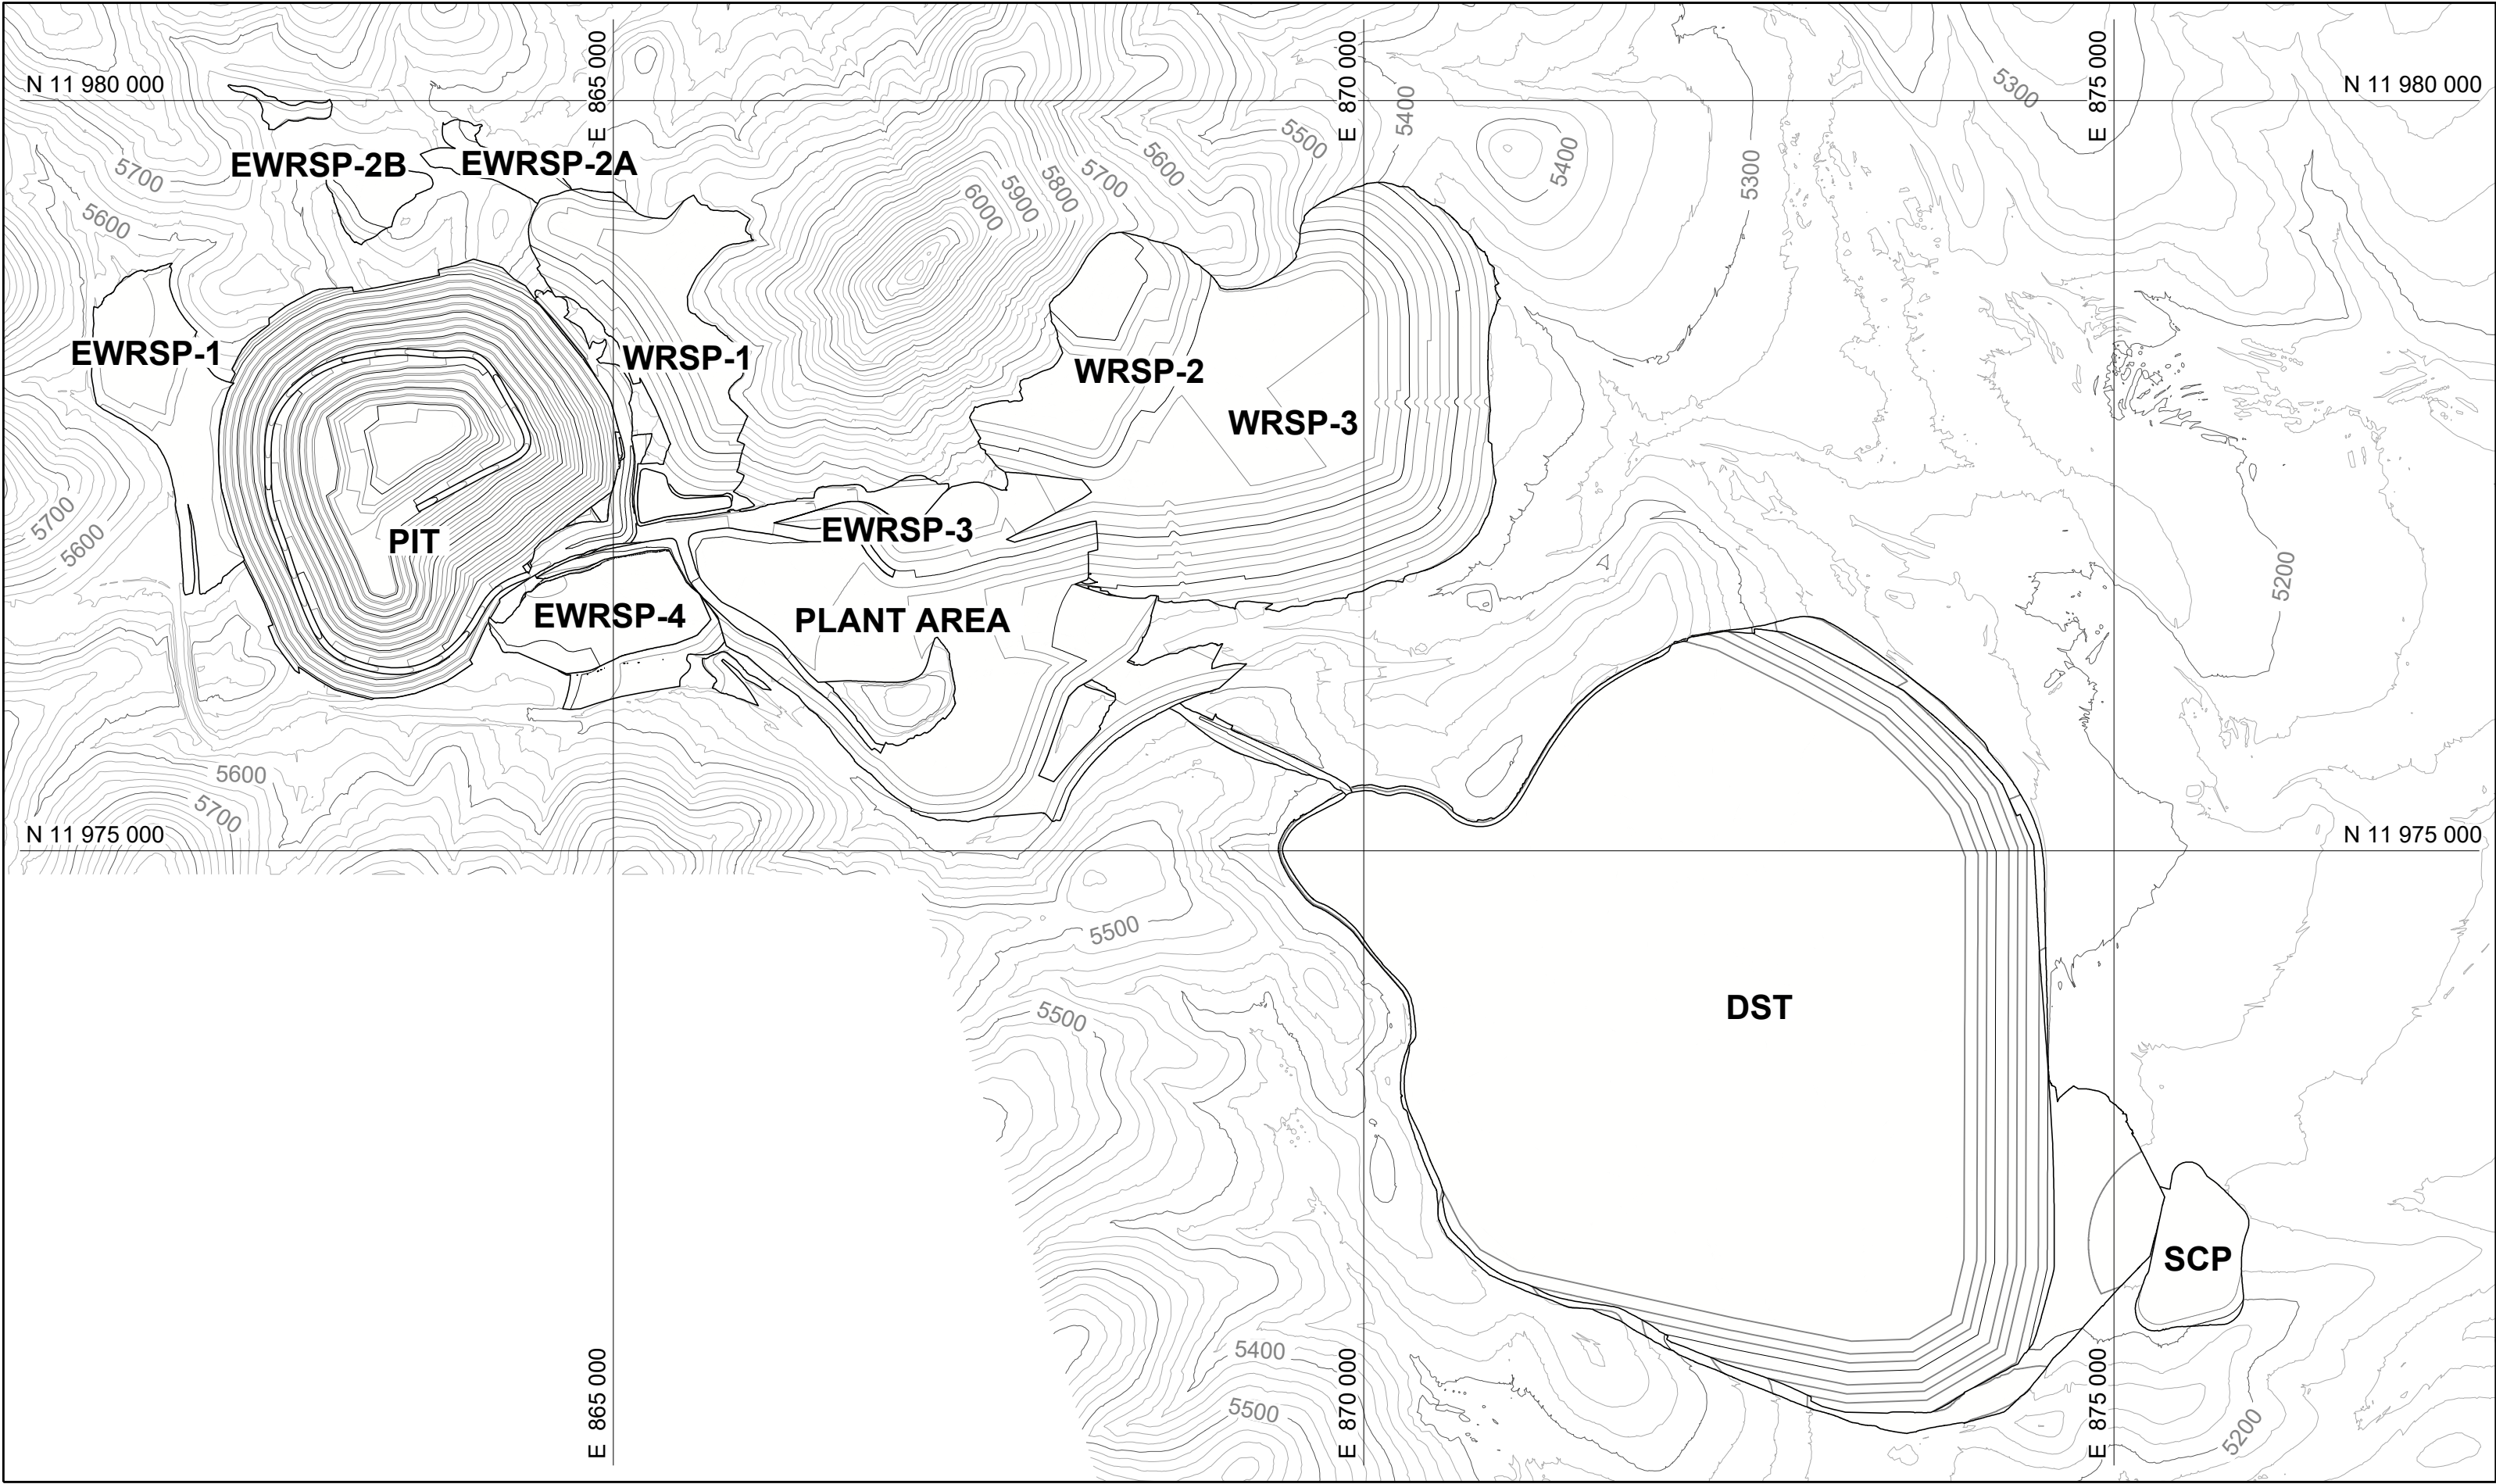 E 865 000
E 870 000
E 875 000
N 11 980 000
N 11 980 000
5300
5400
5500
5400
5600
5300
5700
5700
5800
5900
6000
EWRSP-2B
EWRSP-2A
5600
EWRSP-1
WRSP-1
WRSP-2
WRSP-3
5700
5600
PIT
EWRSP-3
5200
EWRSP-4
PLANT AREA
5600
5700
N 11 975 000
N 11 975 000
5500
5500
DST
SCP
5400
5500
5200
E 865 000
E 870 000
E 875 000